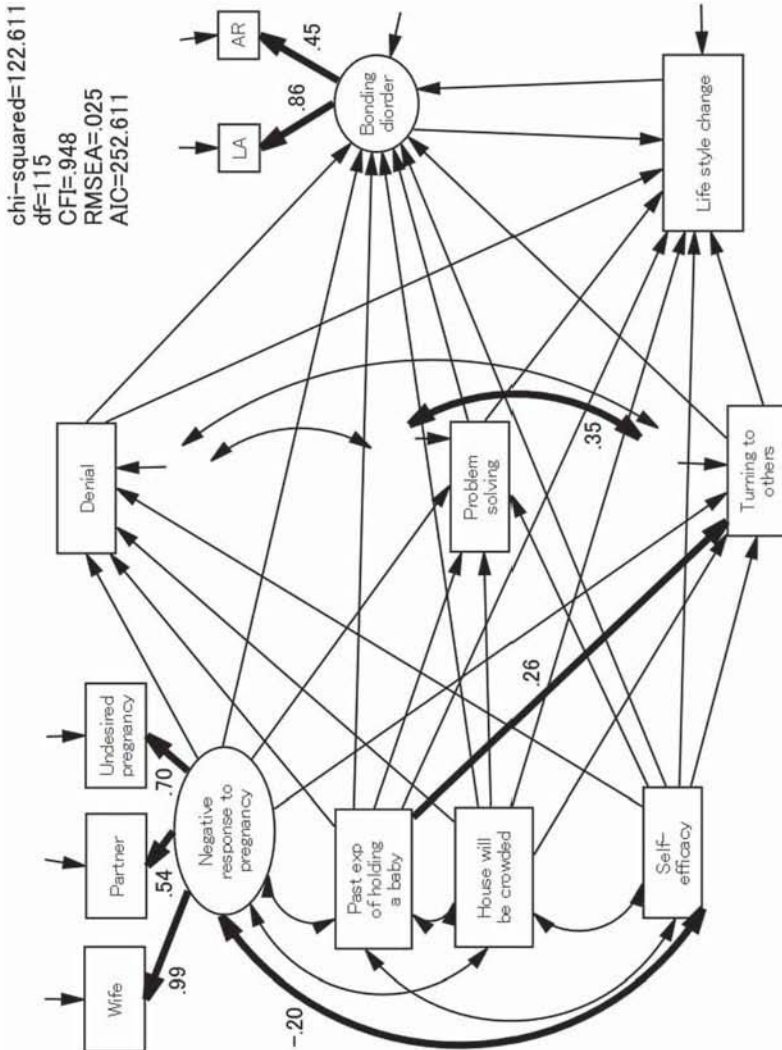 chi-squared=122.611
df=115
CFI=.948
RMSEA=.025
AIC=252.611
AR
.45
LA
.86
Bonding
diorder
Life style change
Denial
Problem
solving
.35
Turning to
others
.26
Undesired
pregnancy
.70
Partner
.54
Wife
.99
Negative
response to
pregnancy
Past exp
of holding
a baby
House will
be crowded
Self-
efficacy
-.20